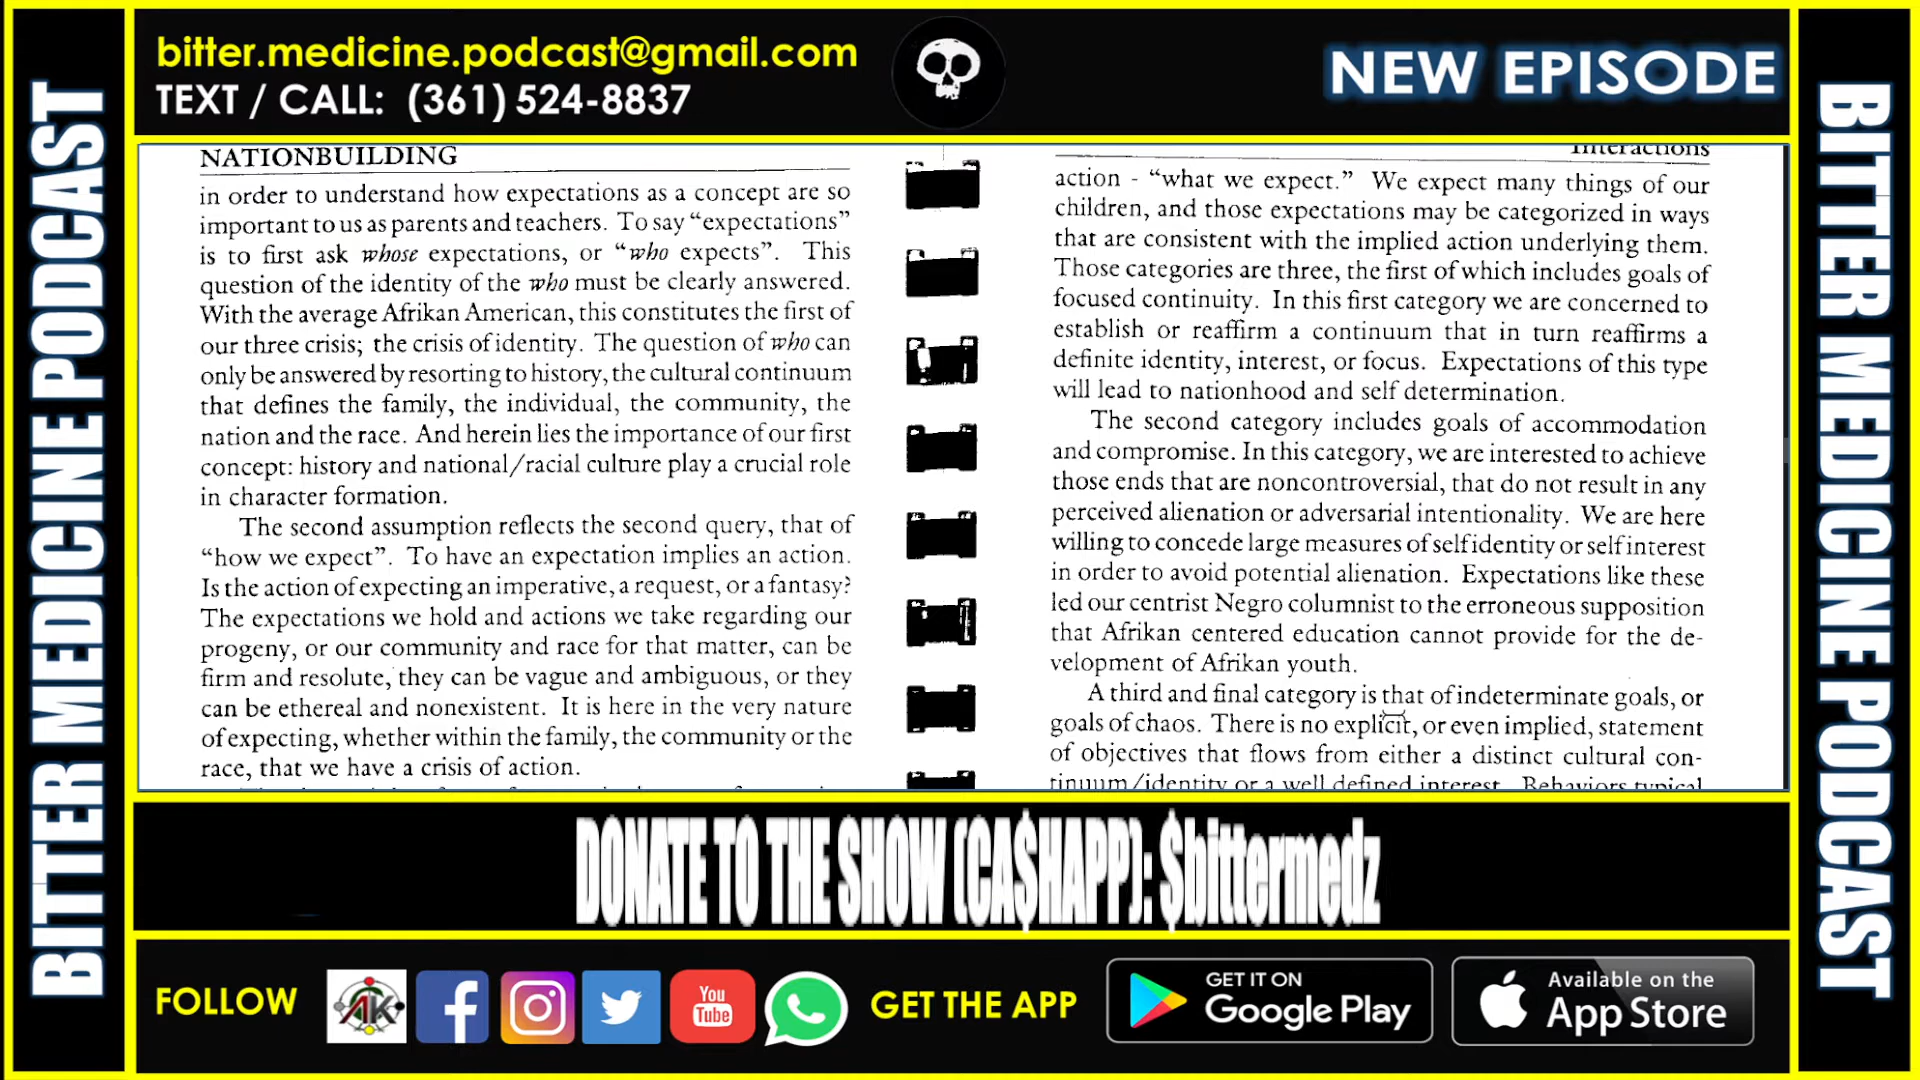 BITTER MEDICINE PODCAST
bitter.medicine.podcast@gmail.com
TEXT / CALL: (361) 524-8837
NEW EPISODE
NATIONBUILDING
in order to understand how expectations as a concept are so
important to us as parents and teachers. To say "expectations"
is to first ask whose expectations, or "who expects". This
question of the identity of the who must be clearly answered.
With the average Afrikan American, this constitutes the first of
our three crisis; the crisis of identity. The question of who can
only be answered by resorting to history, the cultural continuum
that defines the family, the individual, the community, the
nation and the race. And herein lies the importance of our first
concept: history and national/racial culture play a crucial role
in character formation.
The second assumption reflects the second query, that of
"how we expect". To have an expectation implies an action.
Is the action of expecting an imperative, a request, or a fantasy?
The expectations we hold and actions we take regarding our
progeny, or our community and race for that matter, can be
firm and resolute, they can be vague and ambiguous, or they
can be ethereal and nonexistent. It is here in the very nature
of expecting, whether within the family, the community or the
race, that we have a crisis of action.
Interactions
action - "what we expect." We expect many things of our
children, and those expectations may be categorized in ways
that are consistent with the implied action underlying them.
Those categories are three, the first of which includes goals of
focused continuity. In this first category we are concerned to
establish or reaffirm a continuum that in turn reaffirms a
definite identity, interest, or focus. Expectations of this type
will lead to nationhood and self determination.
The second category includes goals of accommodation
and compromise. In this category, we are interested to achieve
those ends that are noncontroversial, that do not result in any
perceived alienation or adversarial intentionality. We are here
willing to concede large measures of selfidentity or selfinterest
in order to avoid potential alienation. Expectations like these
led our centrist Negro columnist to the erroneous supposition
that Afrikan centered education cannot provide for the de-
velopment of Afrikan youth.
A third and final category is that of indeterminate goals, or
goals of chaos. There is no explicit, or even implied, statement
of objectives that flows from either a distinct cultural con-
tinuum/identity or a well defined interest. Behaviors typical
BITTER MEDICINE PODCAST
DONATE TO THE SHOW (CA$HAPP): $bittermedz
FOLLOW
AK
You
Tube
GET THE APP
GET IT ON
Google Play
Available on the
App Store